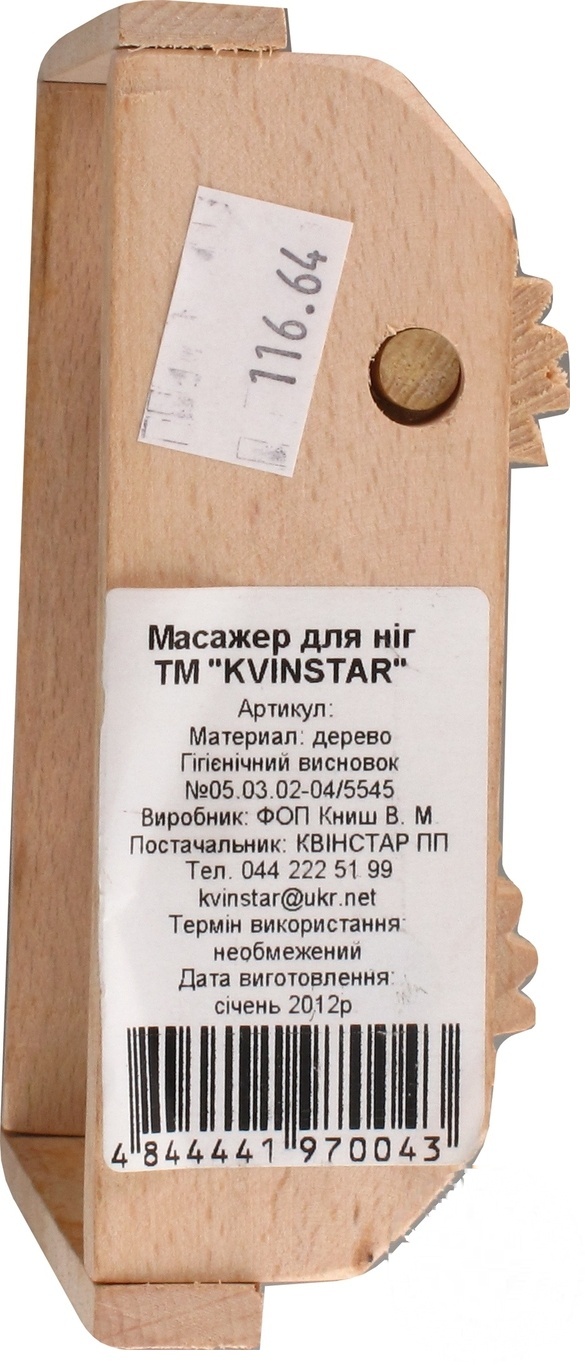 116.64
Масажер для ніг
ТМ "KVINSTAR"
Артикул:
Материал: дерево
Гігієнічний висновок
№05.03.02-04/5545
Виробник: ФОП Книш В. М
Постачальник: КВІНСТАР ПП
Тел. 044 222 51 99
kvinstar@ukr.net
Термін використання:
необмежений
Дата виготовлення:
січень 2012р
4 844441 970043